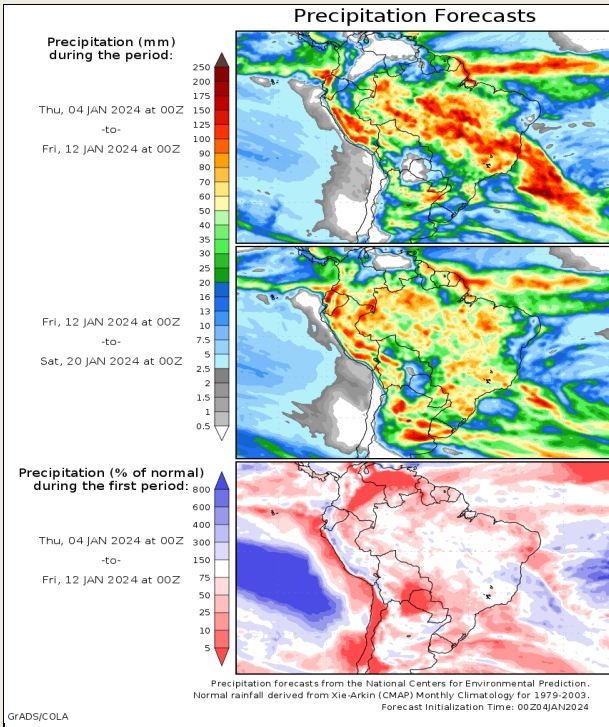 Precipitation Forecasts
Precipitation (mm)
during the period:
Thu, 04 JAN 2024 at 00Z
-to-
Fri, 12 JAN 2024 at 00Z
250
200
175
150
125
100
90
80
70
60
50
40
35
30
25
20
16
13
10
7.5
5
2.5
2
1.5
1
0.5
Fri, 12 JAN 2024 at 00Z
-to-
Sat, 20 JAN 2024 at 00Z
Precipitation (% of normal)
during the first period:
Thu, 04 JAN 2024 at 00Z
-to-
Fri, 12 JAN 2024 at 00Z
800
600
400
300
150
75
50
25
10
5
Precipitation forecasts from the National Centers for Environmental Prediction.
Normal rainfall derived from Xie-Arkin (CMAP) Monthly Climatology for 1979-2003.
Forecast Initialization Time: 00Z04JAN2024
GrADS/COLA